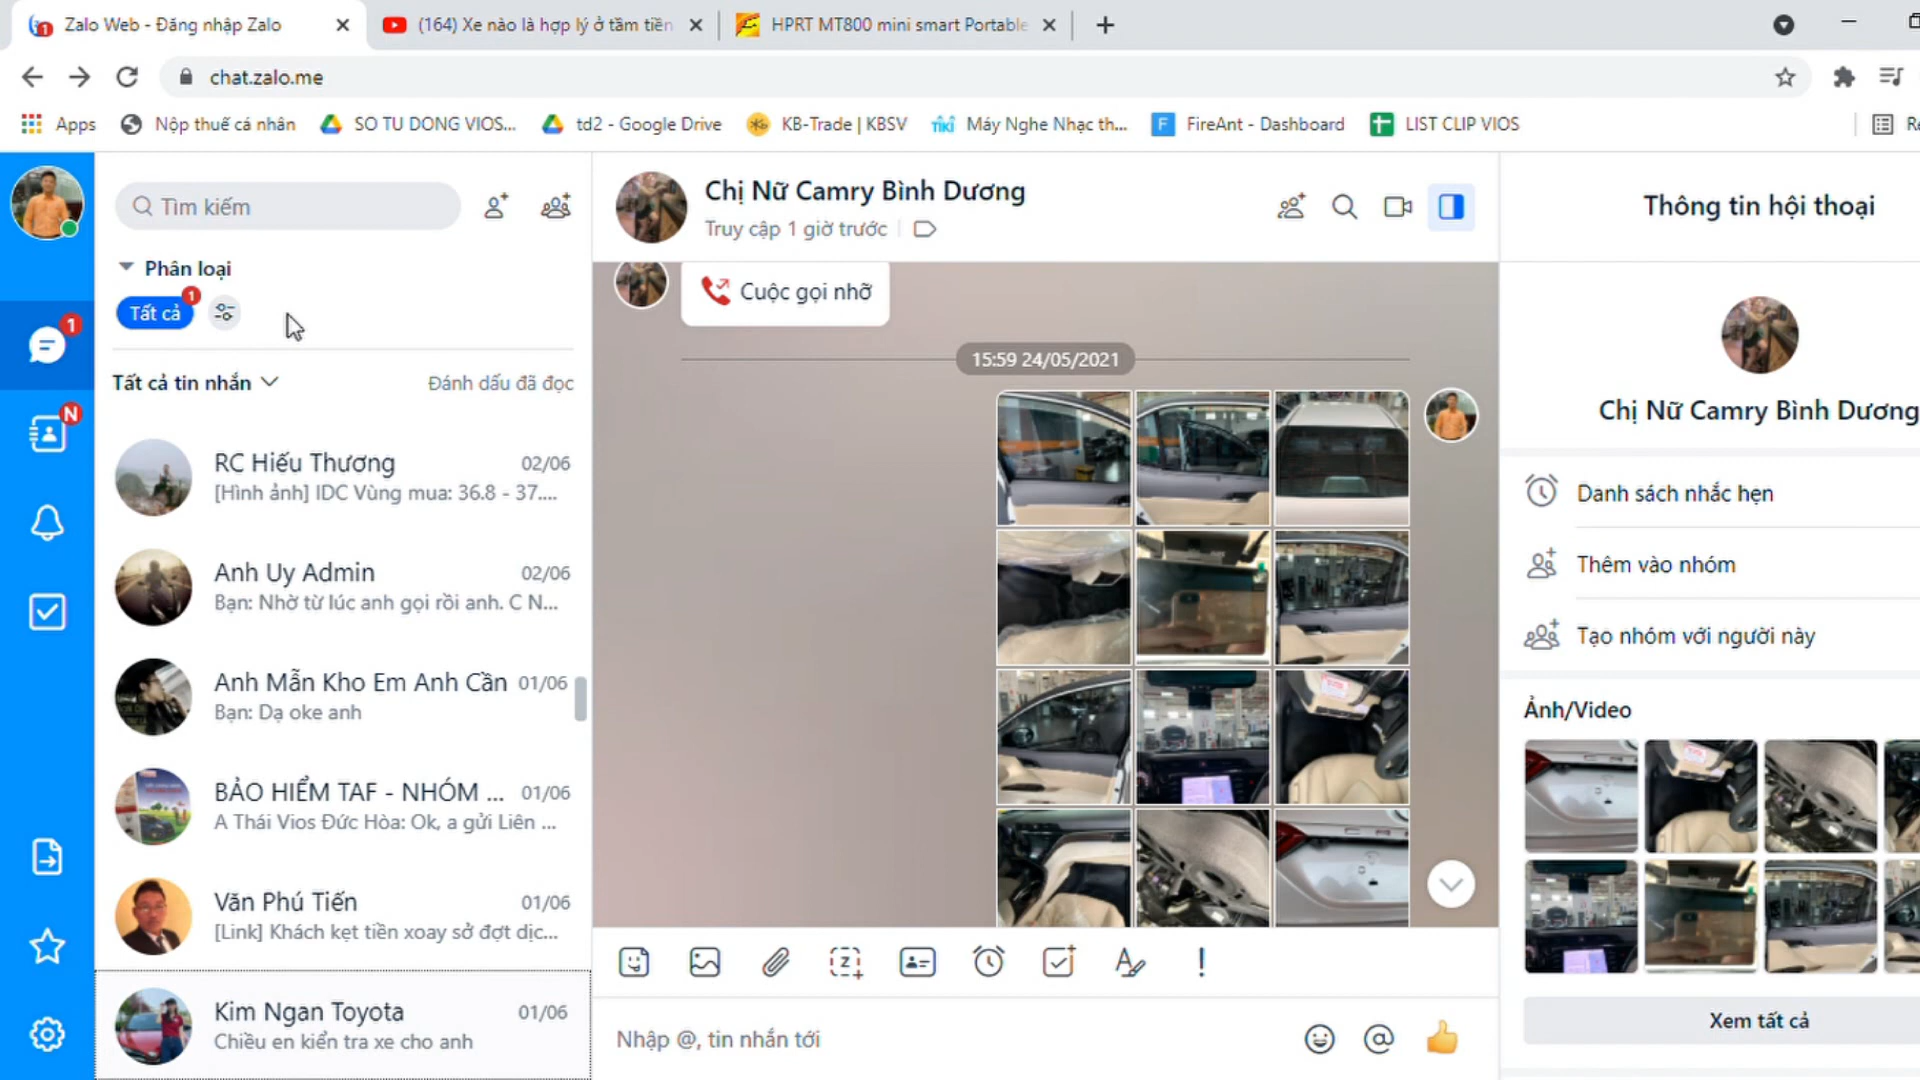 Zalo Web - Đăng nhập Zalo
(164) Xe nào là hợp lý ở tầm tiền
HPRT MT800 mini smart Portable
chat.zalo.me
Apps
Nộp thuế cá nhân
SO TU DONG VIOS...
td2 - Google Drive
KB-Trade | KBSV
TIKI
Máy Nghe Nhạc th...
F
FireAnt - Dashboard
LIST CLIP VIOS
Tìm kiếm
Phân loại
Tất cả
1
1
N
Tất cả tin nhắn
Đánh dấu đã đọc
RC Hiếu Thương
02/06
[Hình ảnh] IDC Vùng mua: 36.8 - 37....
Anh Uy Admin
02/06
Bạn: Nhờ từ lúc anh gọi rồi anh. C N...
Anh Mẫn Kho Em Anh Cần
01/06
Bạn: Dạ oke anh
BẢO HIỂM TAF - NHÓM ...
01/06
A Thái Vios Đức Hòa: Ok, a gửi Liên ...
Văn Phú Tiến
01/06
[Link] Khách kẹt tiền xoay sở đợt dịc...
Kim Ngan Toyota
01/06
Chiều en kiển tra xe cho anh
Chị Nữ Camry Bình Dương
Truy cập 1 giờ trước
Cuộc gọi nhỡ
15:59 24/05/2021
Nhập @, tin nhắn tới
Thông tin hội thoại
Chị Nữ Camry Bình Dương
Danh sách nhắc hẹn
Thêm vào nhóm
Tạo nhóm với người này
Ảnh/Video
Xem tất cả